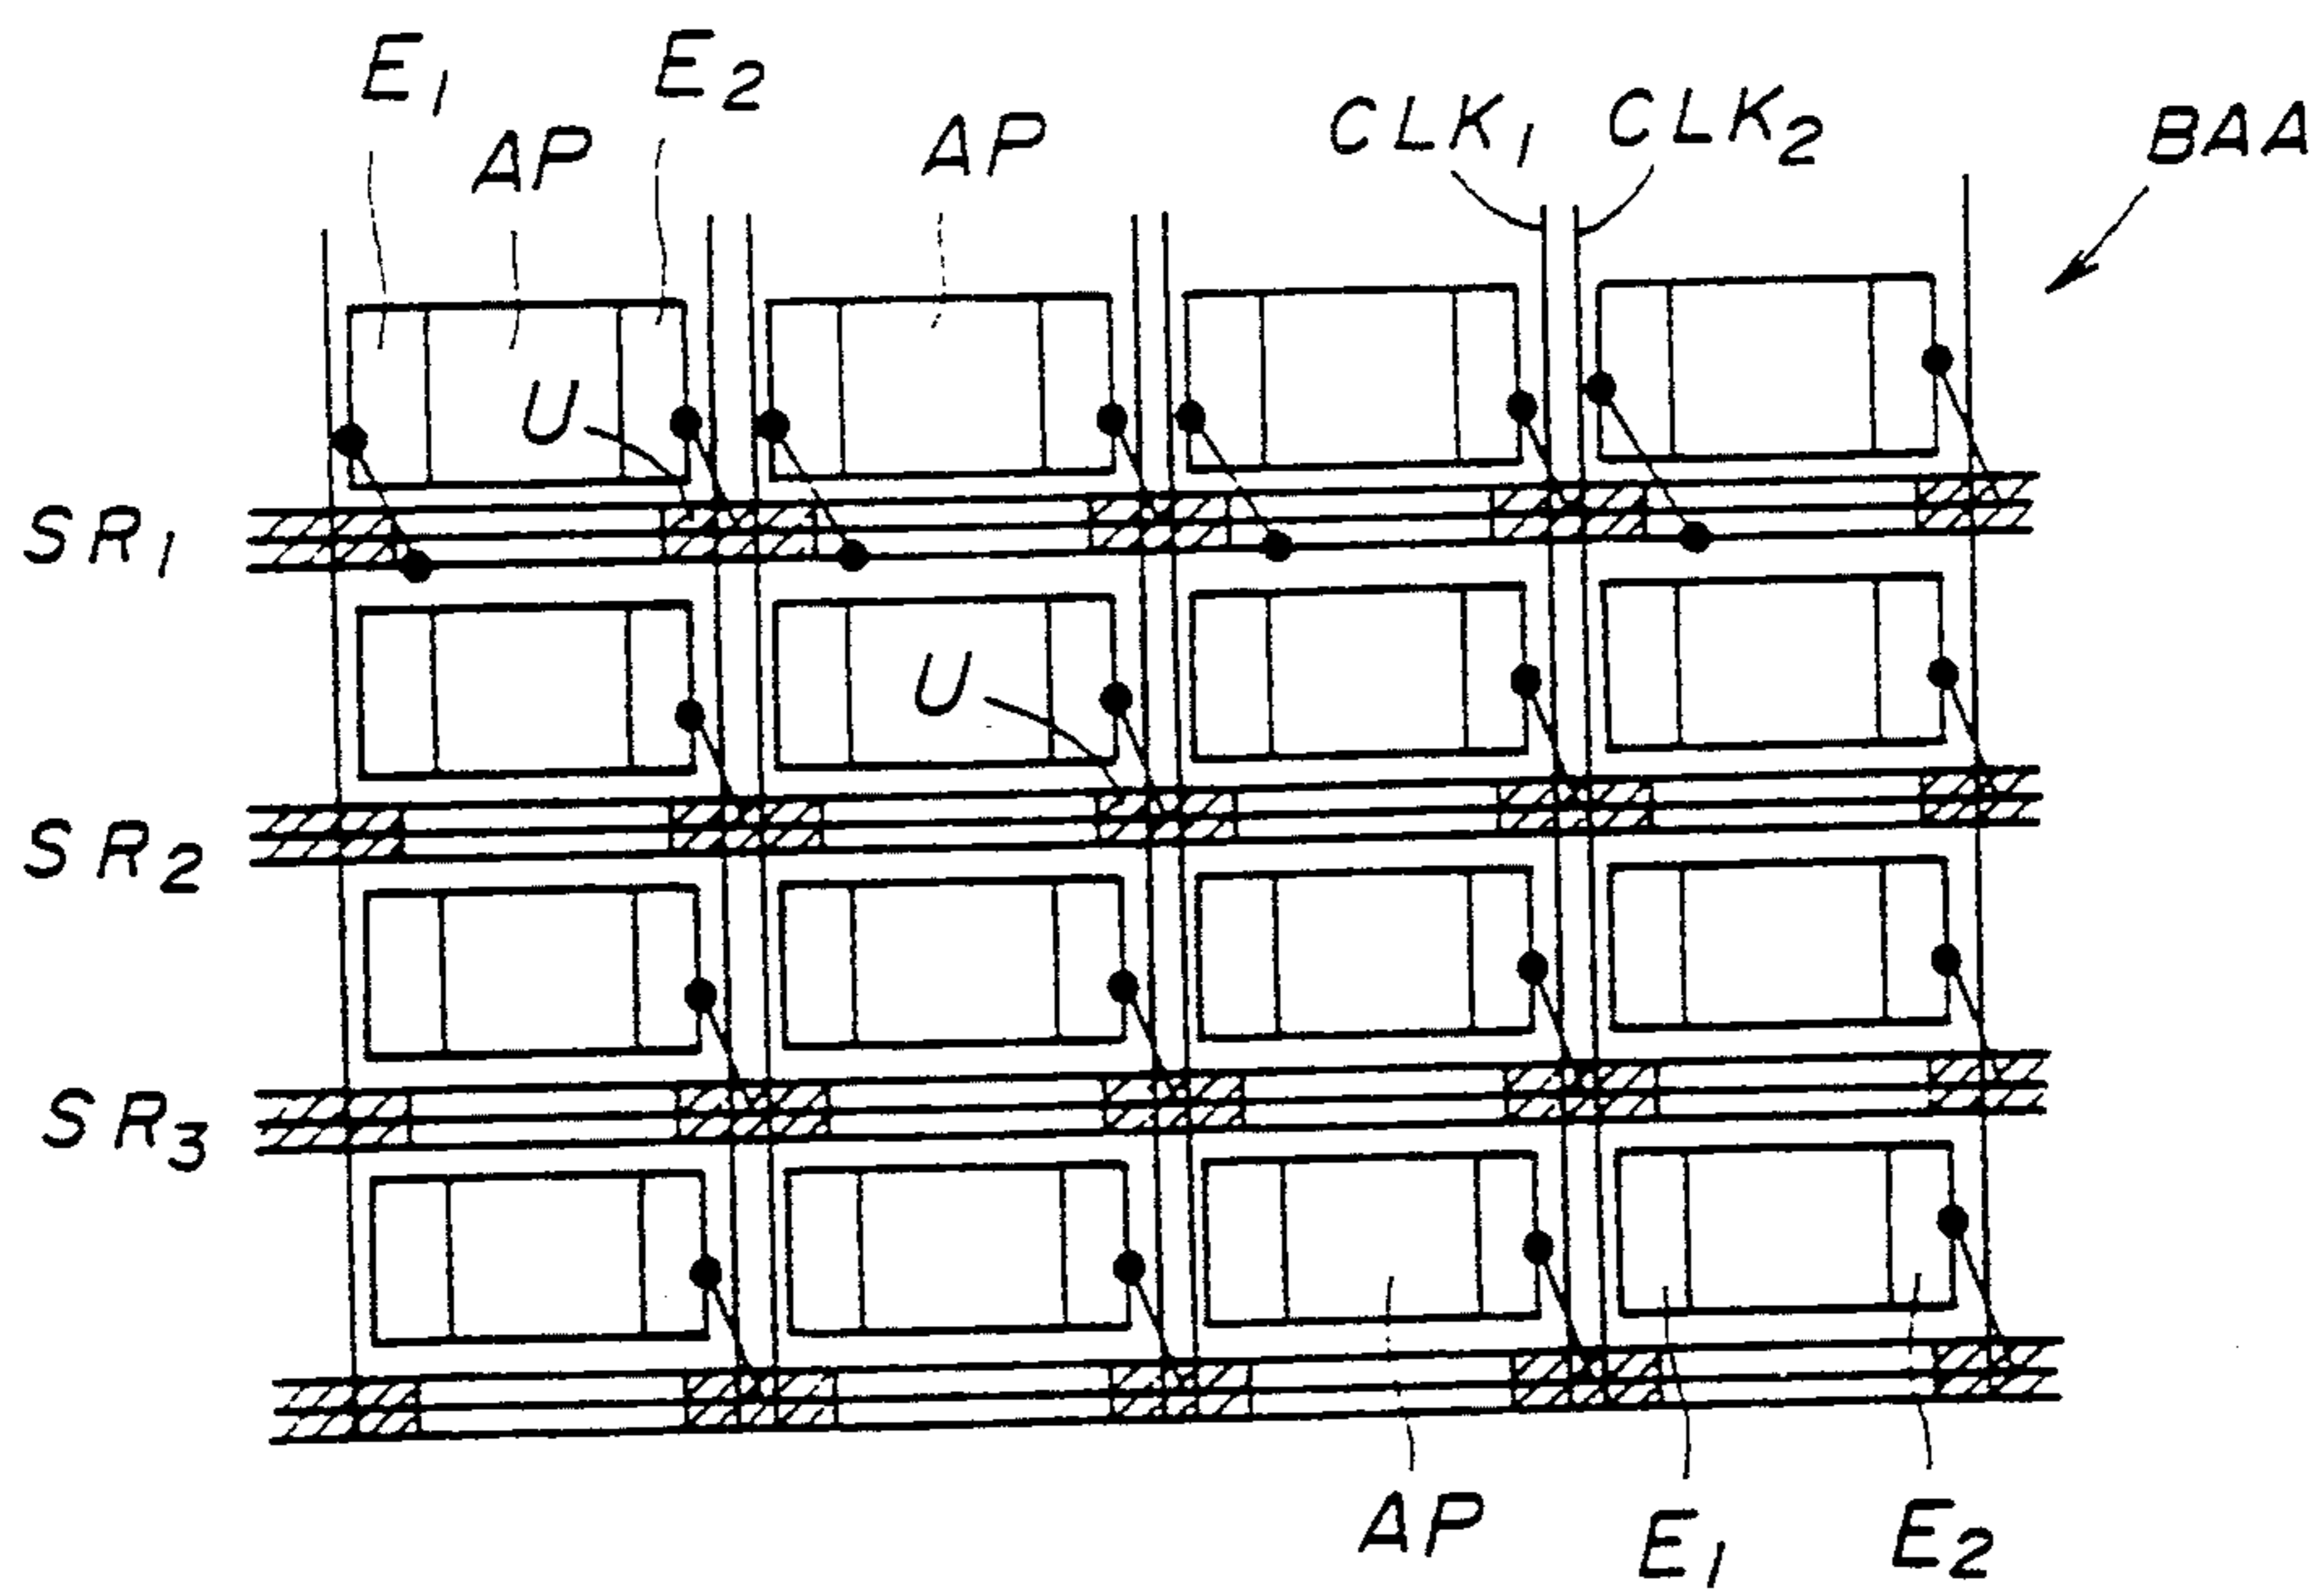 E1 AP E2 AP CLK1 CLK2 BAA
U
SR1
U
SR2
SR3
AP E1 E2